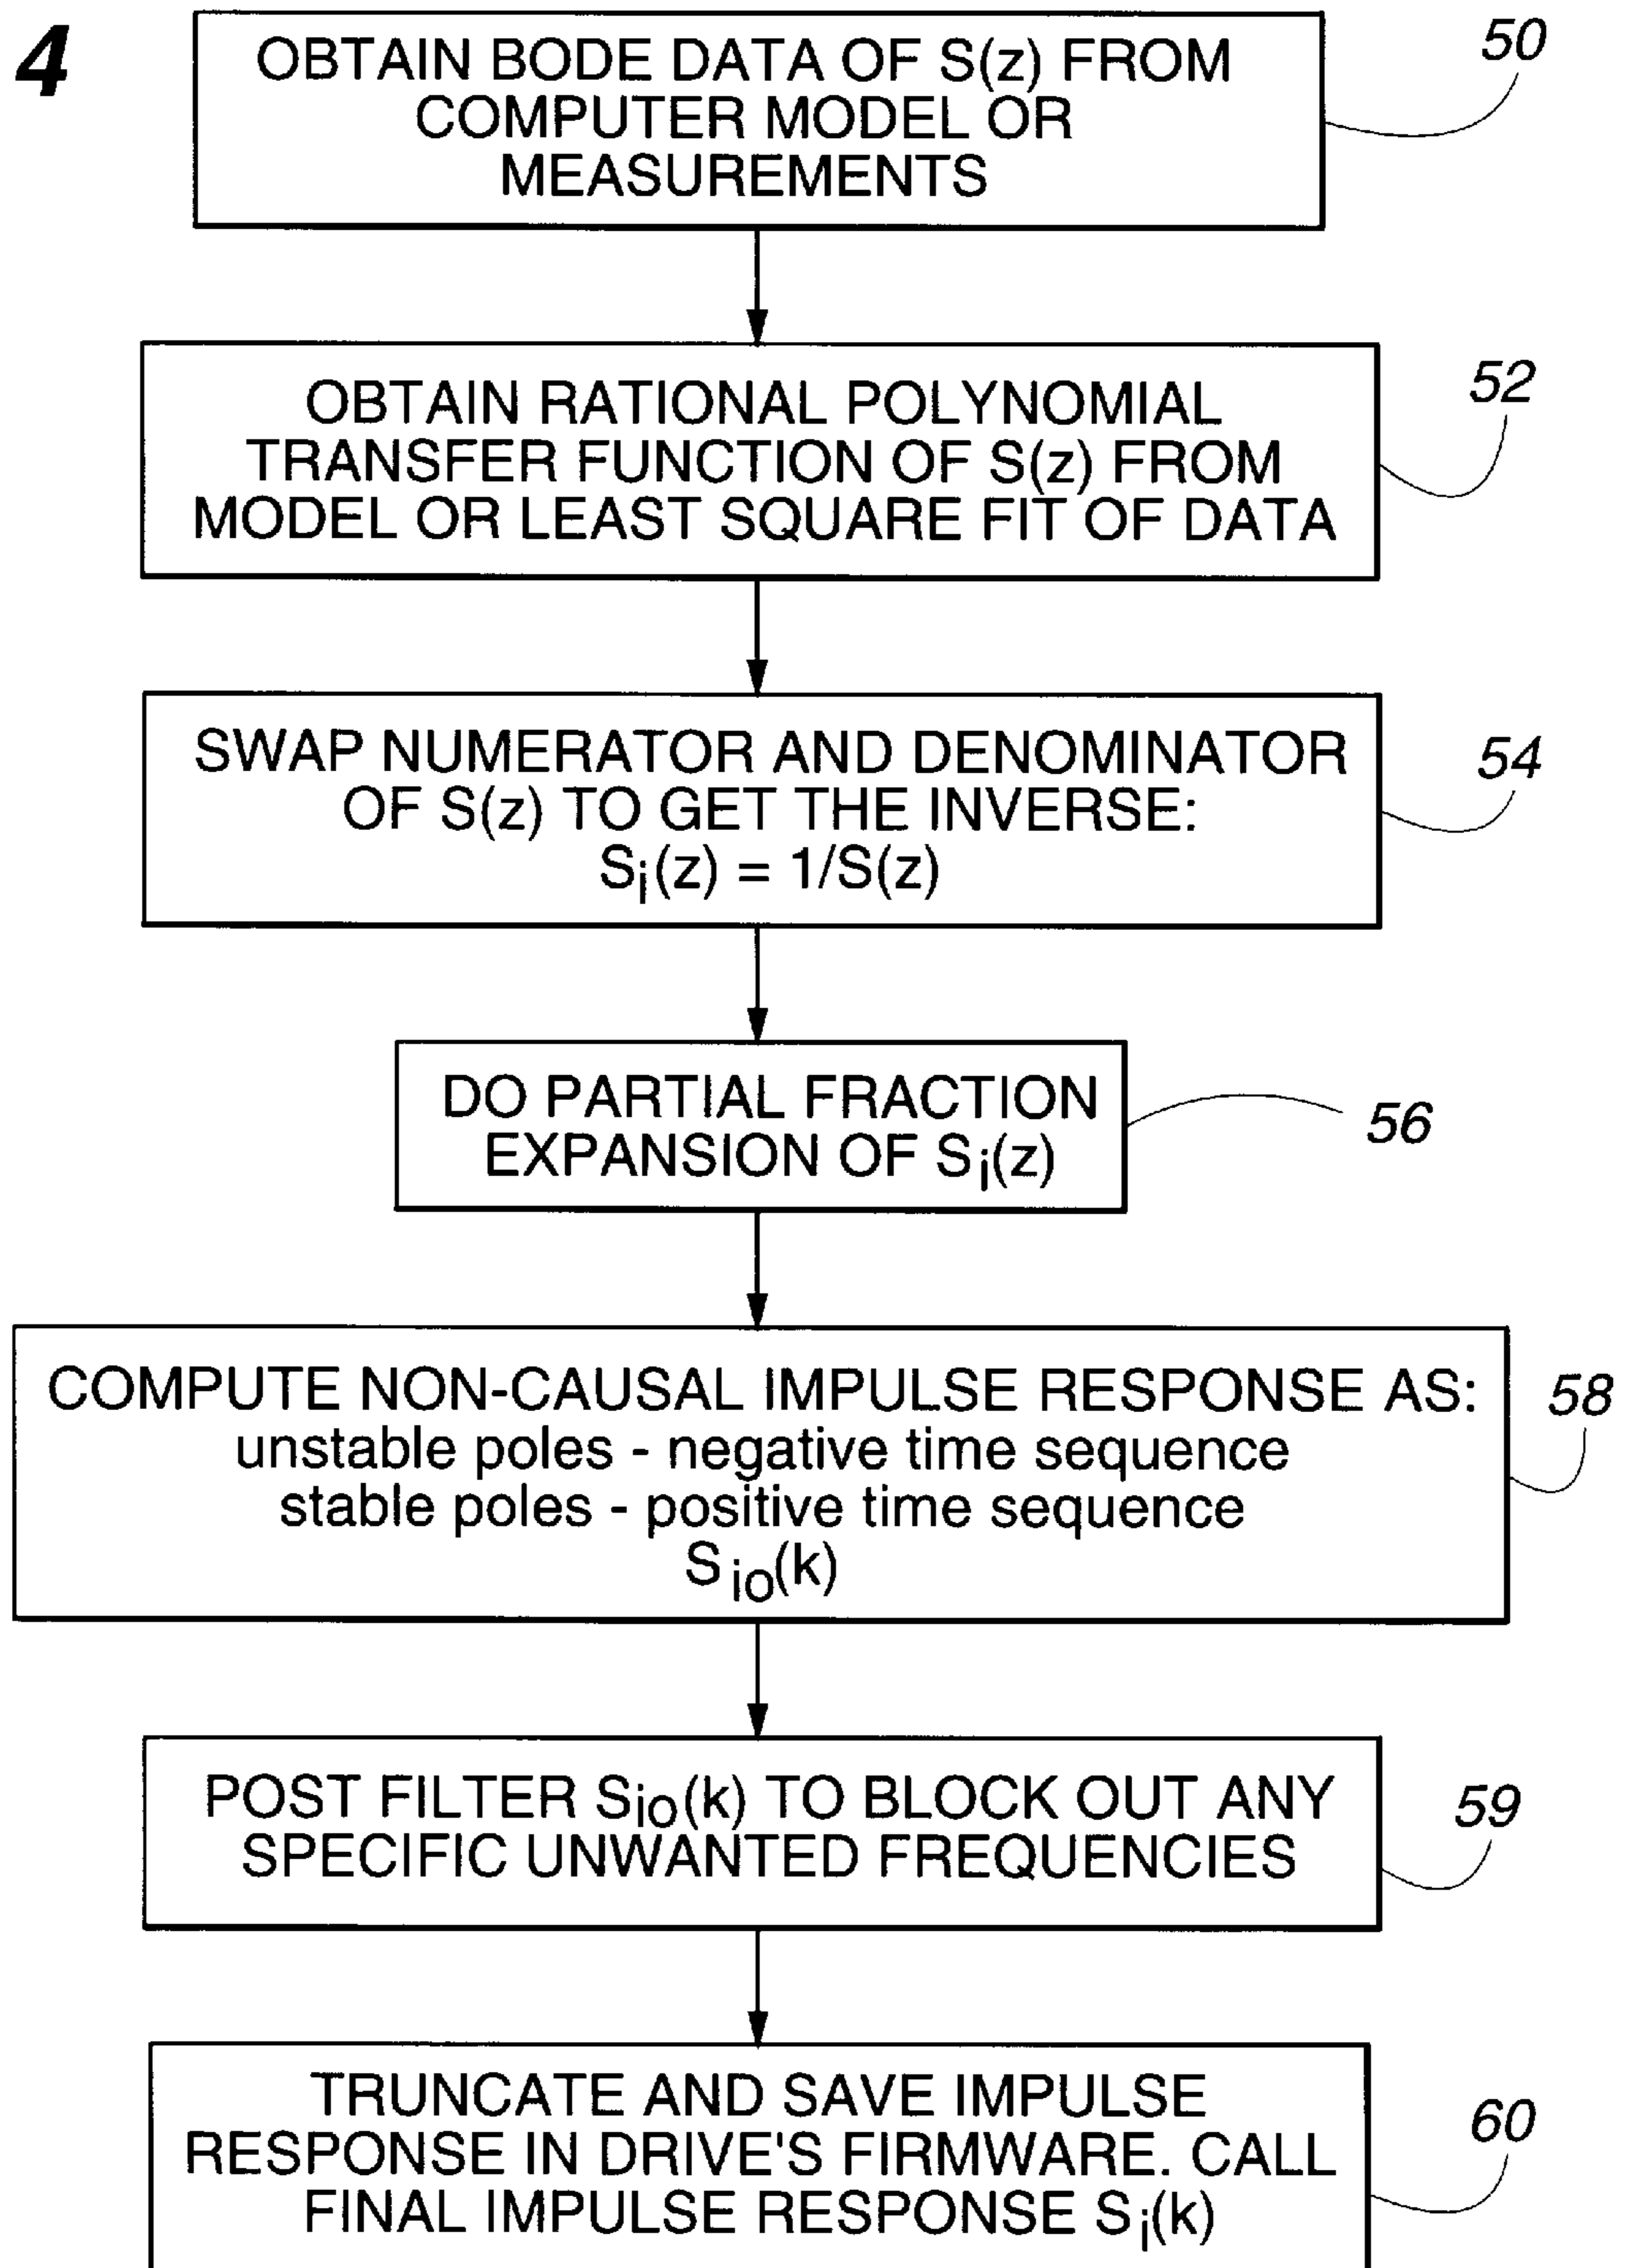 4
OBTAIN BODE DATA OF S(z) FROM
COMPUTER MODEL OR
MEASUREMENTS
50
OBTAIN RATIONAL POLYNOMIAL
TRANSFER FUNCTION OF S(z) FROM
MODEL OR LEAST SQUARE FIT OF DATA
52
SWAP NUMERATOR AND DENOMINATOR
OF S(z) TO GET THE INVERSE:
Si(z) = 1/S(z)
54
DO PARTIAL FRACTION
EXPANSION OF Si(z)
56
COMPUTE NON-CAUSAL IMPULSE RESPONSE AS:
unstable poles - negative time sequence
stable poles - positive time sequence
Sio(k)
58
POST FILTER Sio(k) TO BLOCK OUT ANY
SPECIFIC UNWANTED FREQUENCIES
59
TRUNCATE AND SAVE IMPULSE
RESPONSE IN DRIVE'S FIRMWARE. CALL
FINAL IMPULSE RESPONSE Si(k)
60